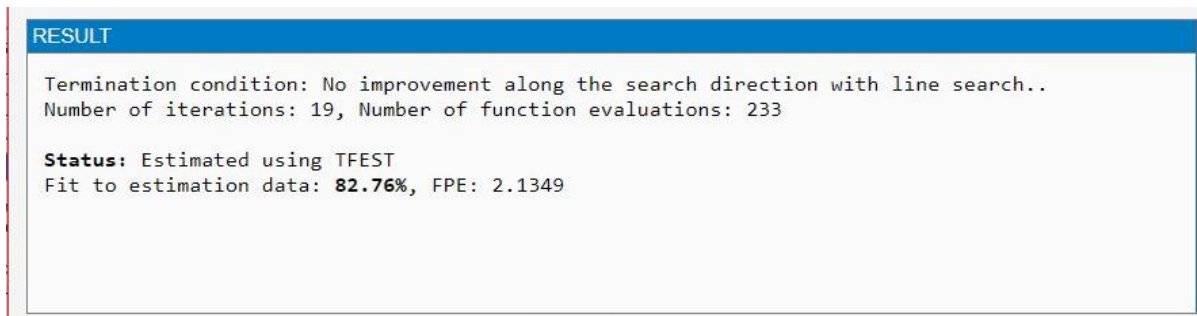 RESULT
Termination condition: No improvement along the search direction with line search..
Number of iterations: 19, Number of function evaluations: 233
Status: Estimated using TFEST
Fit to estimation data: 82.76%, FPE: 2.1349